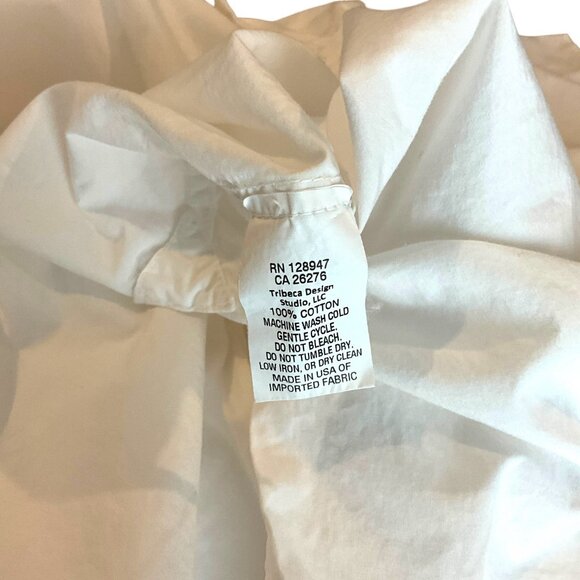 RN 128947
CA 26276
Tribeca Design
Studio, LLC
100% COTTON
MACHINE WASH COLD
GENTLE CYCLE.
DO NOT BLEACH.
DO NOT TUMBLE DRY.
LOW IRON, OR DRY CLEAN
MADE IN USA OF
IMPORTED FABRIC